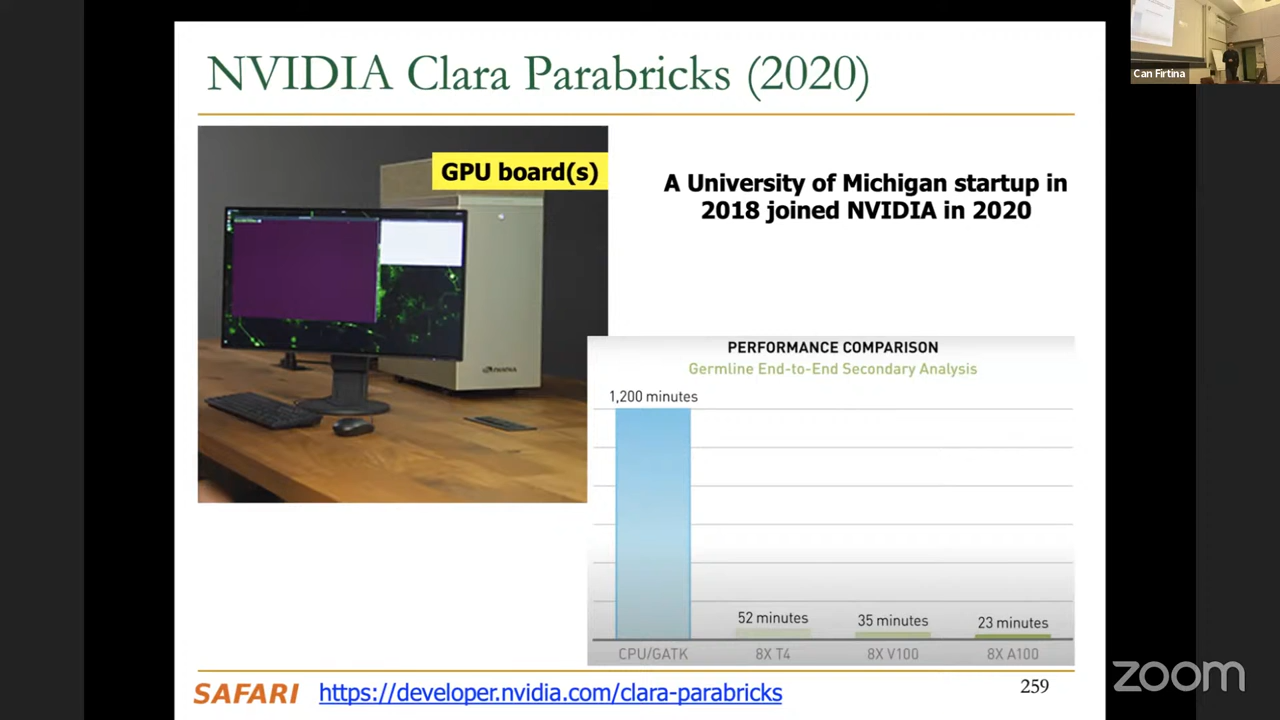 NVIDIA Clara Parabricks (2020)
Can Firtina
GPU board(s)
A University of Michigan startup in
2018 joined NVIDIA in 2020
NVIDIA
PERFORMANCE COMPARISON
Germline End-to-End Secondary Analysis
1,200 minutes
52 minutes
35 minutes
23 minutes
CPU/GATK
8X T4
8X V100
8X A100
SAFARI
https://developer.nvidia.com/clara-parabricks
259
zoom